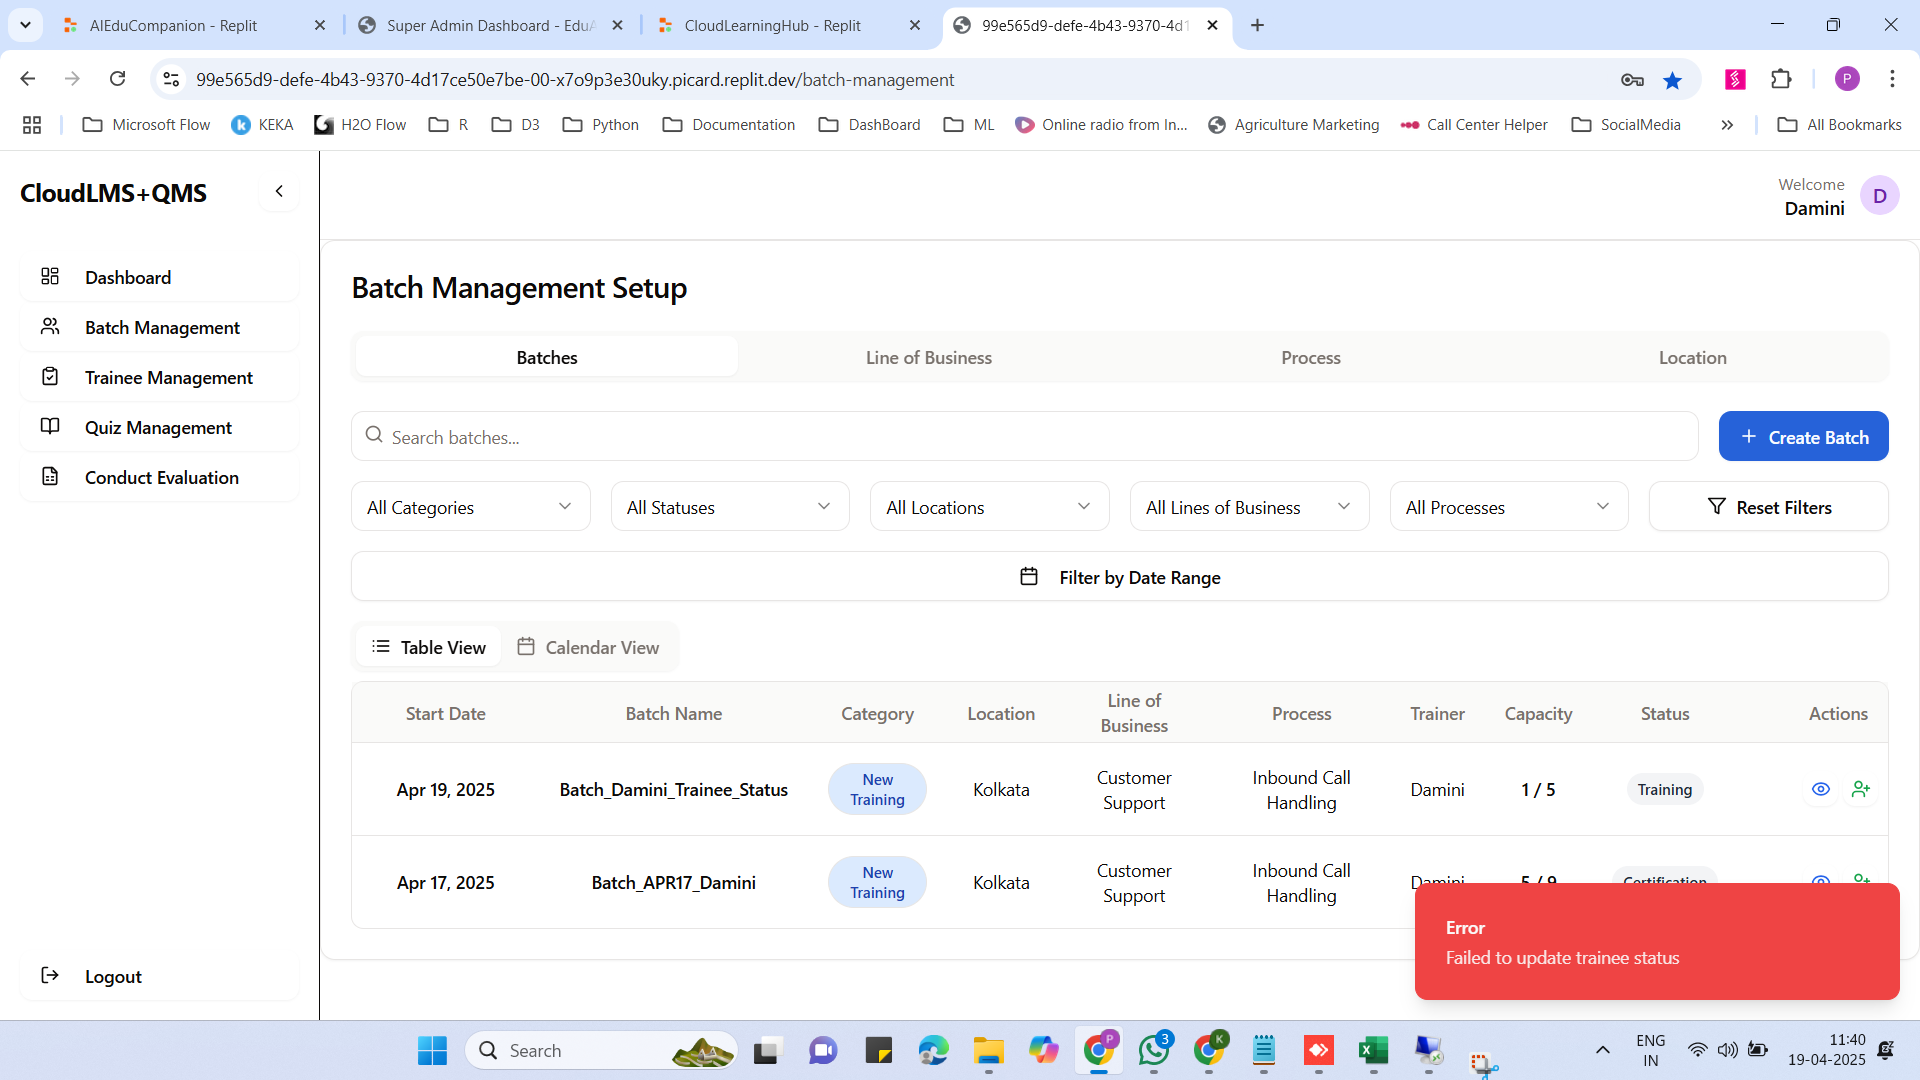 AIEduCompanion - Replit
Super Admin Dashboard - EduA
CloudLearningHub - Replit
99e565d9-defe-4b43-9370-4d1
99e565d9-defe-4b43-9370-4d17ce50e7be-00-x7o9p3e30uky.picard.replit.dev/batch-management
P
Microsoft Flow
KEKA
H2O Flow
R
D3
Python
Documentation
DashBoard
ML
Online radio from In...
Agriculture Marketing
Call Center Helper
SocialMedia
All Bookmarks
CloudLMS+QMS
Welcome
Damini
D
Dashboard
Batch Management
Trainee Management
Quiz Management
Conduct Evaluation
Logout
Batch Management Setup
Batches
Line of Business
Process
Location
Search batches...
Create Batch
All Categories
All Statuses
All Locations
All Lines of Business
All Processes
Reset Filters
Filter by Date Range
Table View
Calendar View
Start Date
Batch Name
Category
Location
Line of
Business
Process
Trainer
Capacity
Status
Actions
Apr 19, 2025
Batch_Damini_Trainee_Status
New
Training
Kolkata
Customer
Support
Inbound Call
Handling
Damini
1 / 5
Training
Apr 17, 2025
Batch_APR17_Damini
New
Training
Kolkata
Customer
Support
Inbound Call
Handling
Damini
5 / 9
Certification
Error
Failed to update trainee status
Search
P
3
K
ENG
IN
11:40
19-04-2025